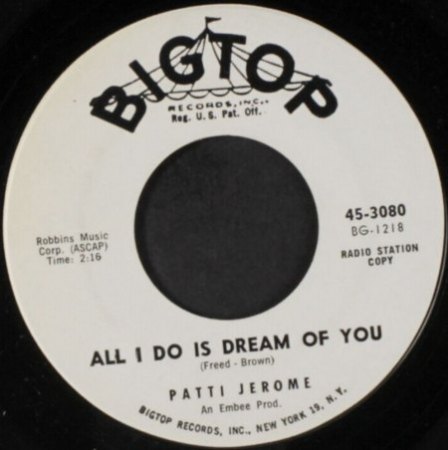 BIGTOP
RECORDS, INC.,
Reg. U. S. Pat. Off.
Robbins Music
Corp. (ASCAP)
Time: 2:16
45-3080
BG-1218
RADIO STATION
COPY
ALL I DO IS DREAM OF YOU
(Freed - Brown)
PATTI JEROME
An Embee Prod.
BIGTOP RECORDS, INC., NEW YORK 19, N. Y.